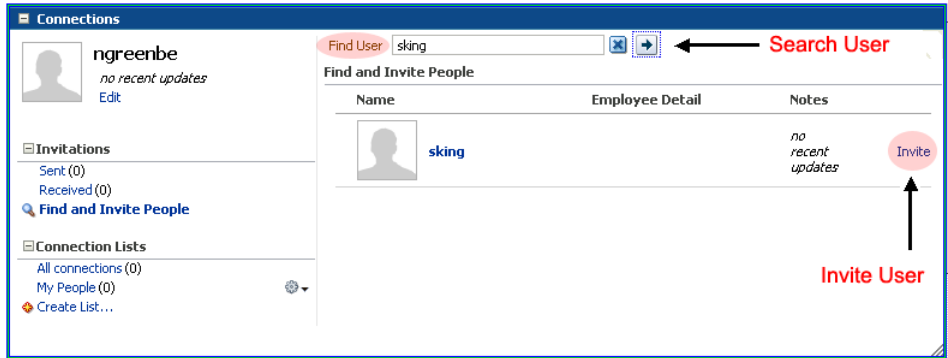 Connections
ngreenbe
no recent updates
Edit
Invitations
Sent (0)
Received (0)
Find and Invite People
Connection Lists
All connections (0)
My People (0)
Create List...
Find User sking
Search User
Find and Invite People
Name Employee Detail Notes
sking
no
recent
updates
Invite
Invite User